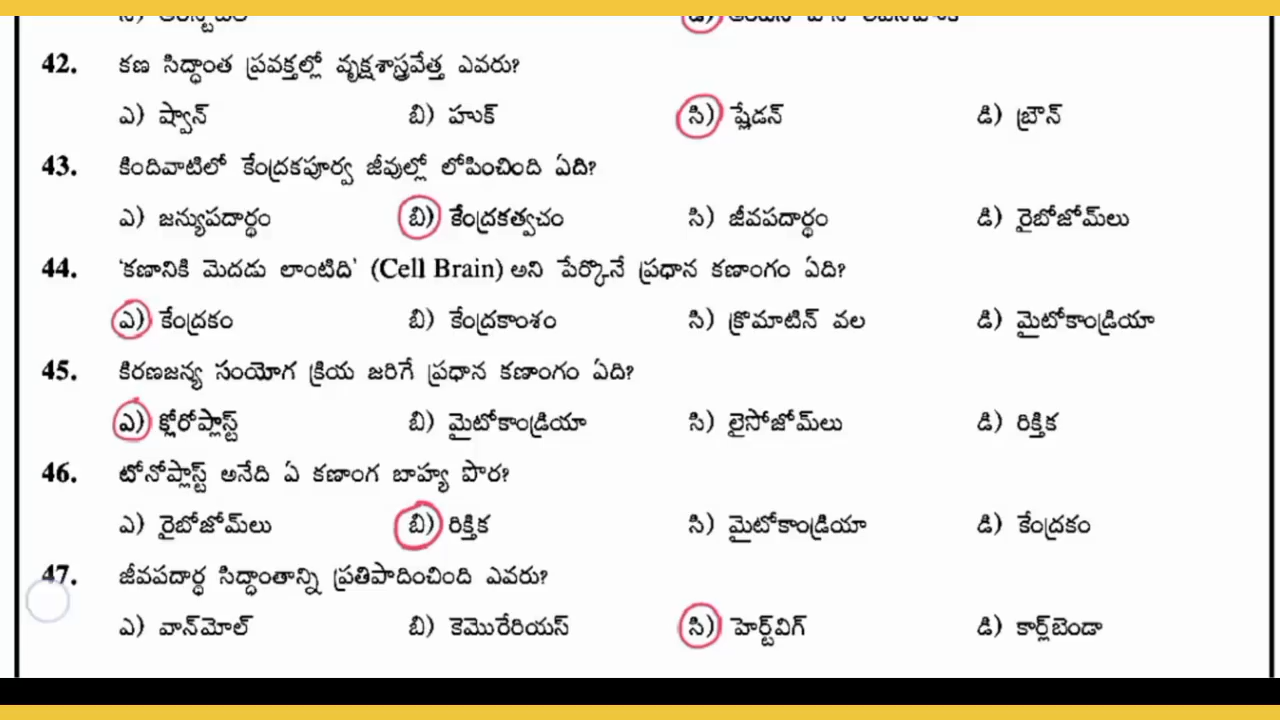 42. కణ సిద్ధాంత ప్రవక్తల్లో వృక్షశాస్త్రవేత్త ఎవరు?
ఎ) ష్వాన్ బి) హుక్ సి) ష్లేడన్ డి) బ్రౌన్
43. కిందివాటిలో కేంద్రకపూర్వ జీవుల్లో లోపించింది ఏది?
ఎ) జన్యుపదార్థం బి) కేంద్రకత్వచం సి) జీవపదార్థం డి) రైబోజోమ్‌లు
44. 'కణానికి మెదడు లాంటిది' (Cell Brain) అని పేర్కొనే ప్రధాన కణాంగం ఏది?
ఎ) కేంద్రకం బి) కేంద్రకాంశం సి) క్రొమాటిన్ వల డి) మైటోకాండ్రియా
45. కిరణజన్య సంయోగ క్రియ జరిగే ప్రధాన కణాంగం ఏది?
ఎ) క్లోరోప్లాస్ట్ బి) మైటోకాండ్రియా సి) లైసోజోమ్‌లు డి) రిక్తిక
46. టోనోప్లాస్ట్ అనేది ఏ కణాంగ బాహ్య పొర?
ఎ) రైబోజోమ్‌లు బి) రిక్తిక సి) మైటోకాండ్రియా డి) కేంద్రకం
47. జీవపదార్థ సిద్ధాంతాన్ని ప్రతిపాదించింది ఎవరు?
ఎ) వాన్‌మోల్ బి) కెమొరేరియస్ సి) హెర్ట్‌విగ్ డి) కార్ల్‌బెండా